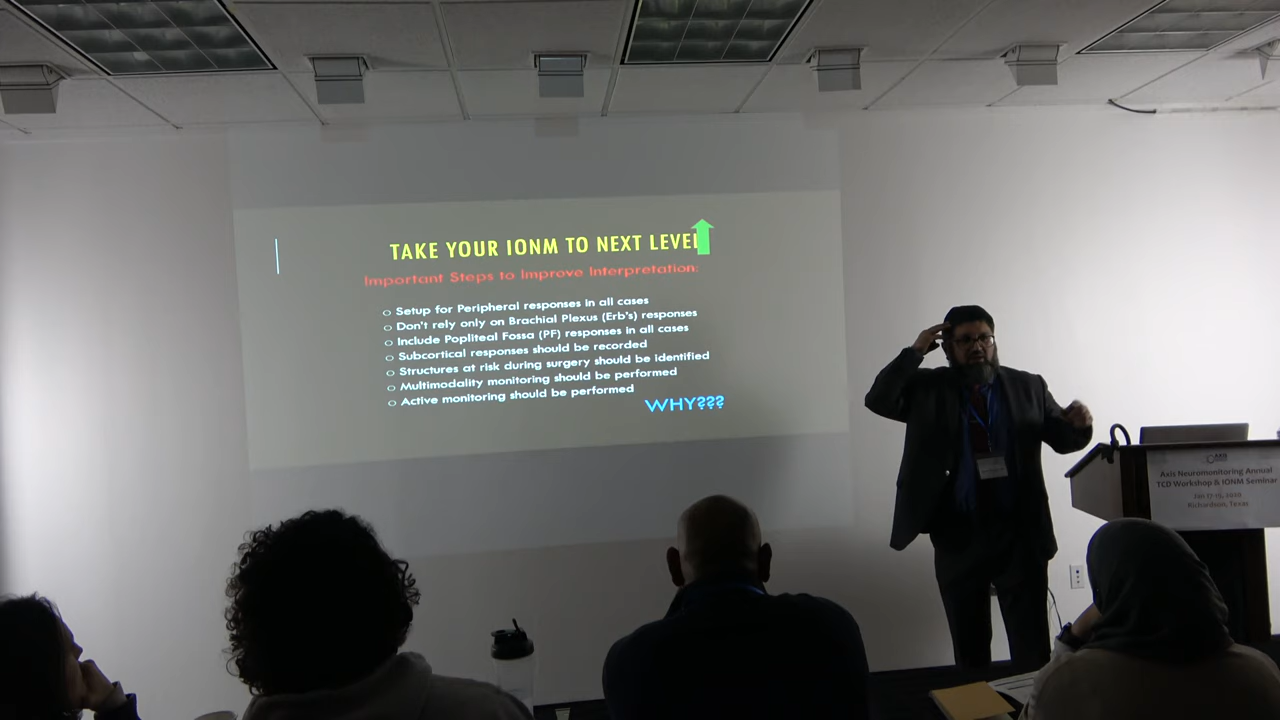 TAKE YOUR IONM TO NEXT LEVEL
Important Steps to Improve Interpretation:
o Setup for Peripheral responses in all cases
o Don't rely only on Brachial Plexus (Erb's) responses
o Include Popliteal Fossa (PF) responses in all cases
o Subcortical responses should be recorded
o Structures at risk during surgery should be identified
o Multimodality monitoring should be performed
o Active monitoring should be performed
WHY???
AXIS
Axis Neuromonitoring Annual
TCD Workshop & IONM Seminar
Richardson, Texas